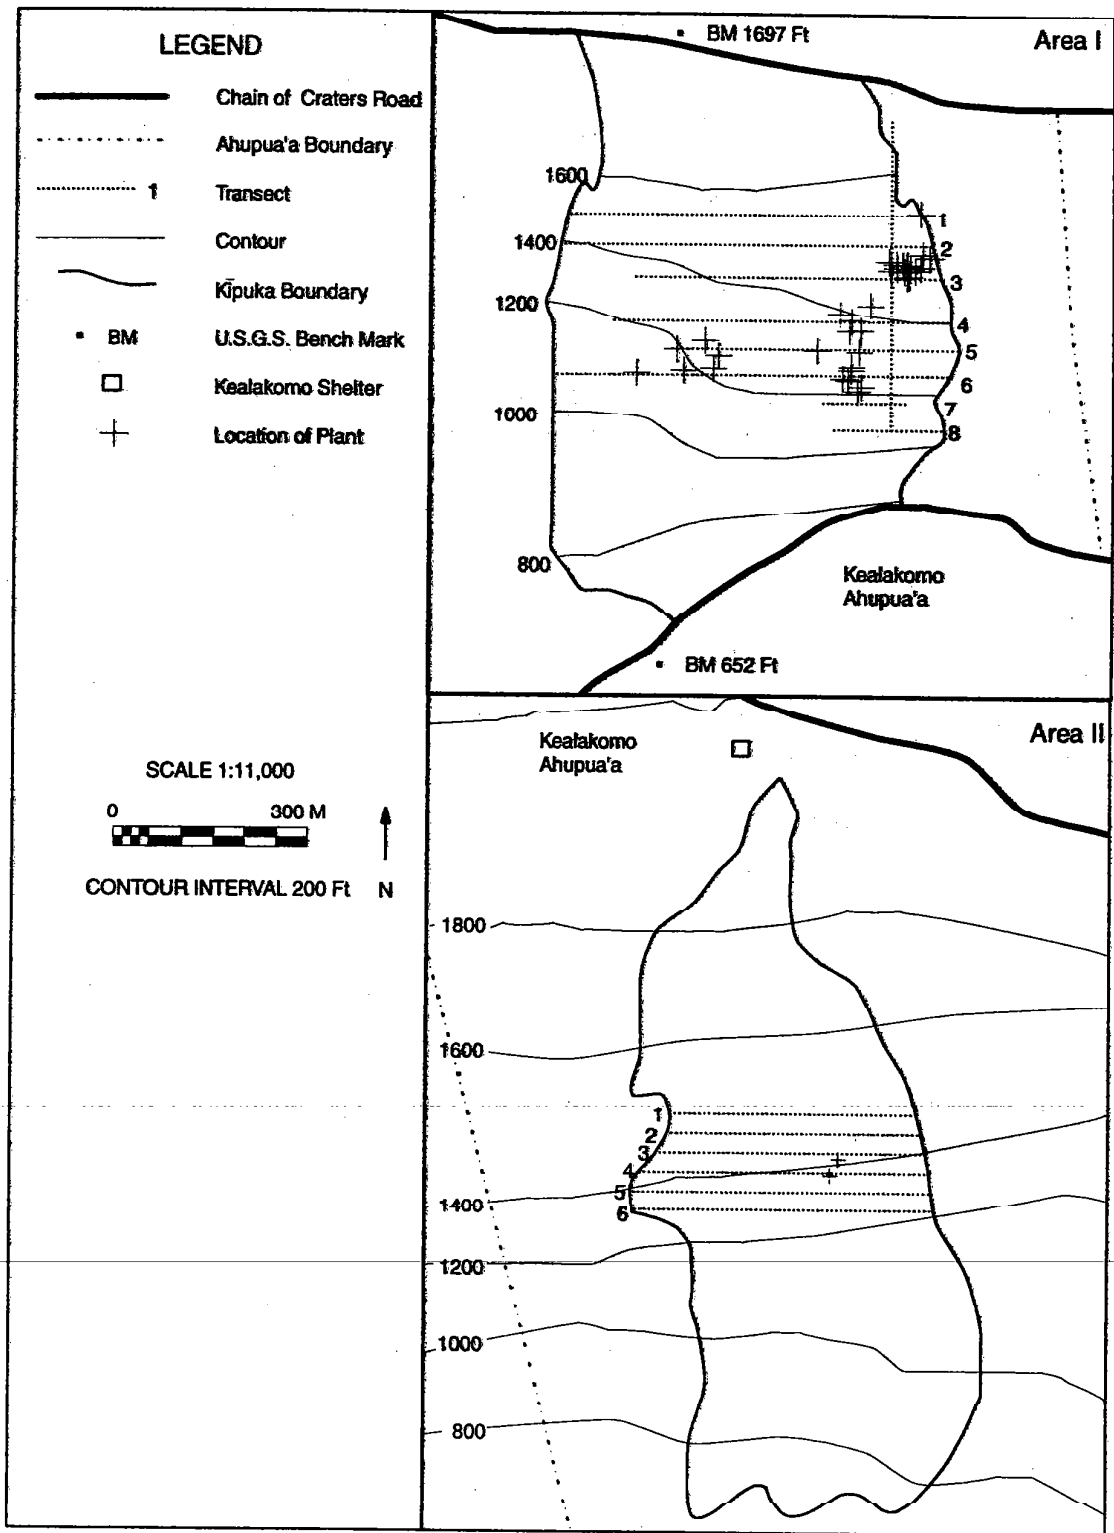 LEGEND
Chain of Craters Road
Ahupua'a Boundary
1 Transect
Contour
Kīpuka Boundary
BM U.S.G.S. Bench Mark
Kealakomo Shelter
Location of Plant
SCALE 1:11,000
0 300 M
CONTOUR INTERVAL 200 Ft N
BM 1697 Ft
Area I
1600
1
1400
2
3
1200
4
5
6
1000
7
8
800
Kealakomo
Ahupua'a
BM 652 Ft
Area II
Kealakomo
Ahupua'a
1800
1600
1
2
3
4
5
1400
6
1200
1000
800